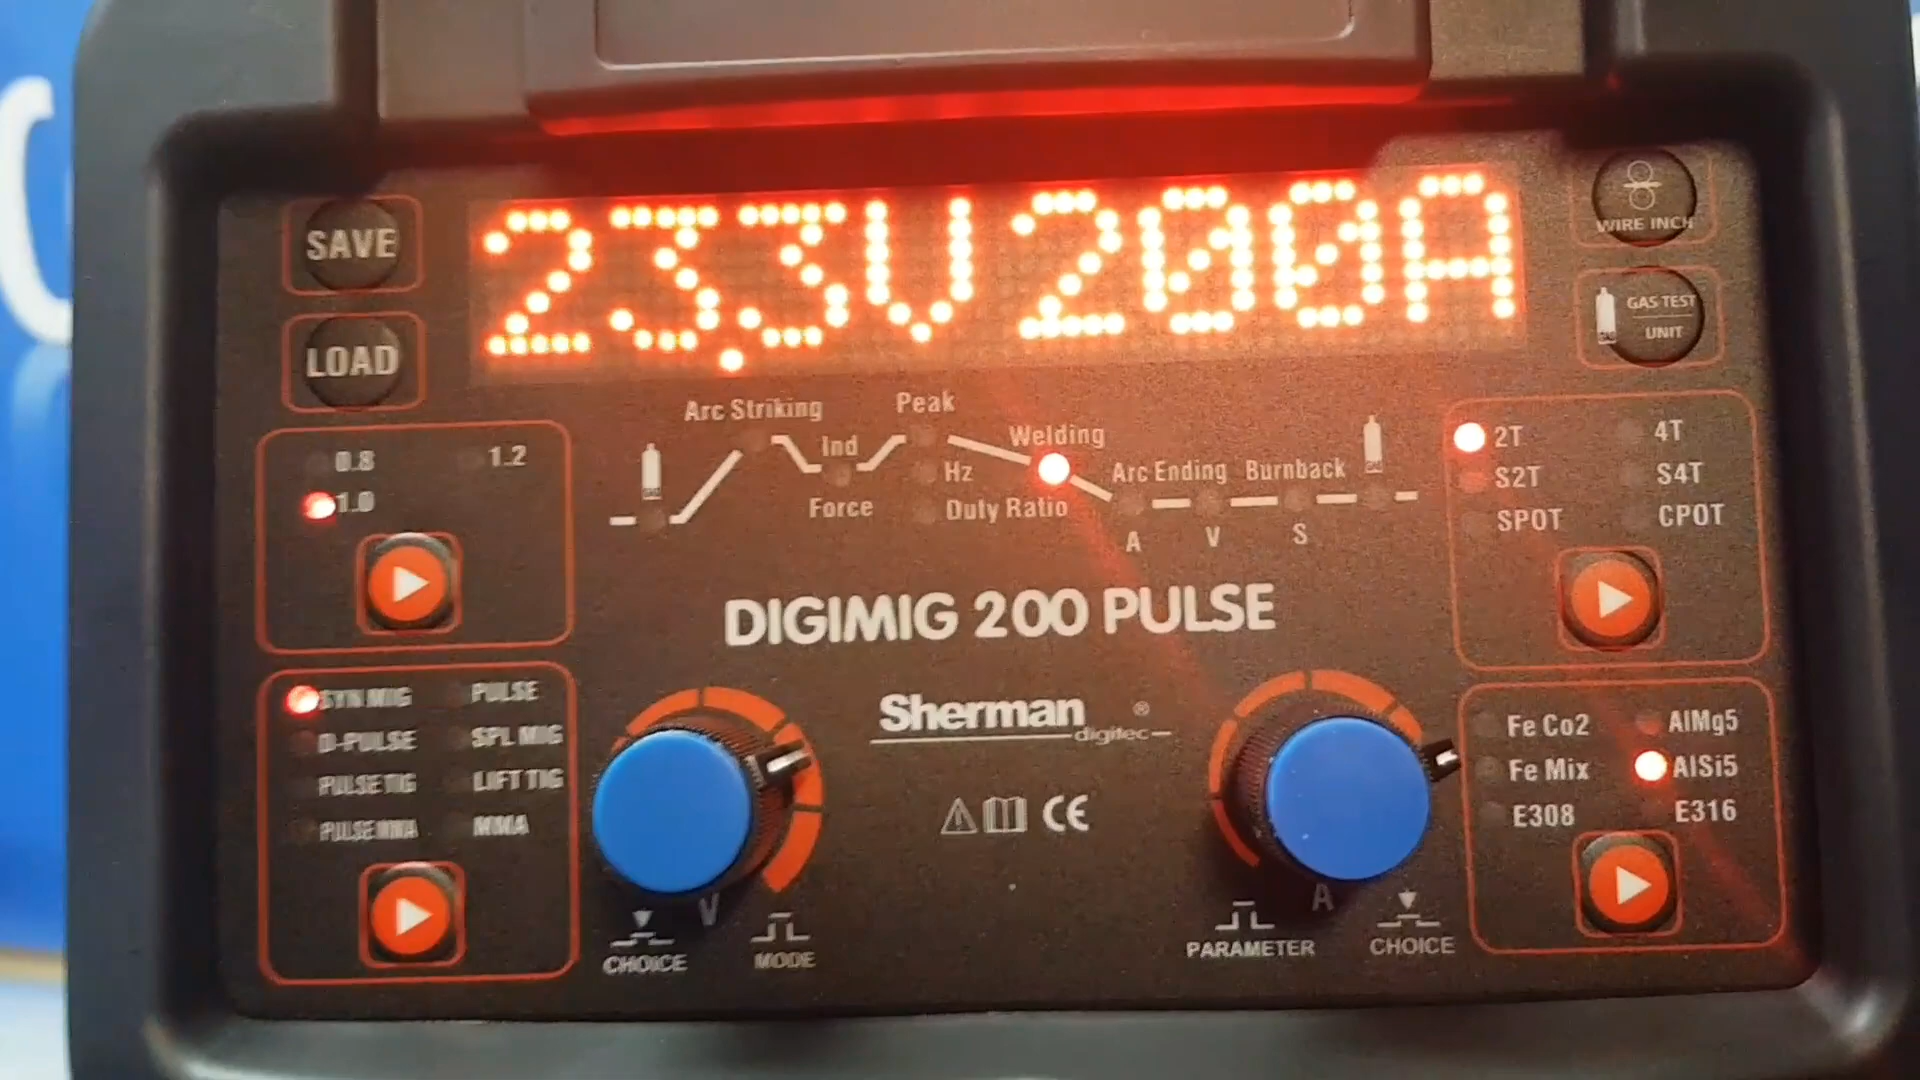 23.3V 200A
SAVE
LOAD
WIRE INCH
GAS TEST
UNIT
Arc Striking
Peak
Ind
Force
Hz
Duty Ratio
Welding
Arc Ending
Burnback
A
V
S
0.8
1.2
1.0
2T
4T
S2T
S4T
SPOT
CPOT
DIGIMIG 200 PULSE
Sherman®
digitec
CE
SYN MIG
PULSE
D-PULSE
SPL MIG
PULSE TIG
LIFT TIG
PULSE MMA
MMA
V
CHOICE
MODE
A
PARAMETER
CHOICE
Fe Co2
AlMg5
Fe Mix
AlSi5
E308
E316